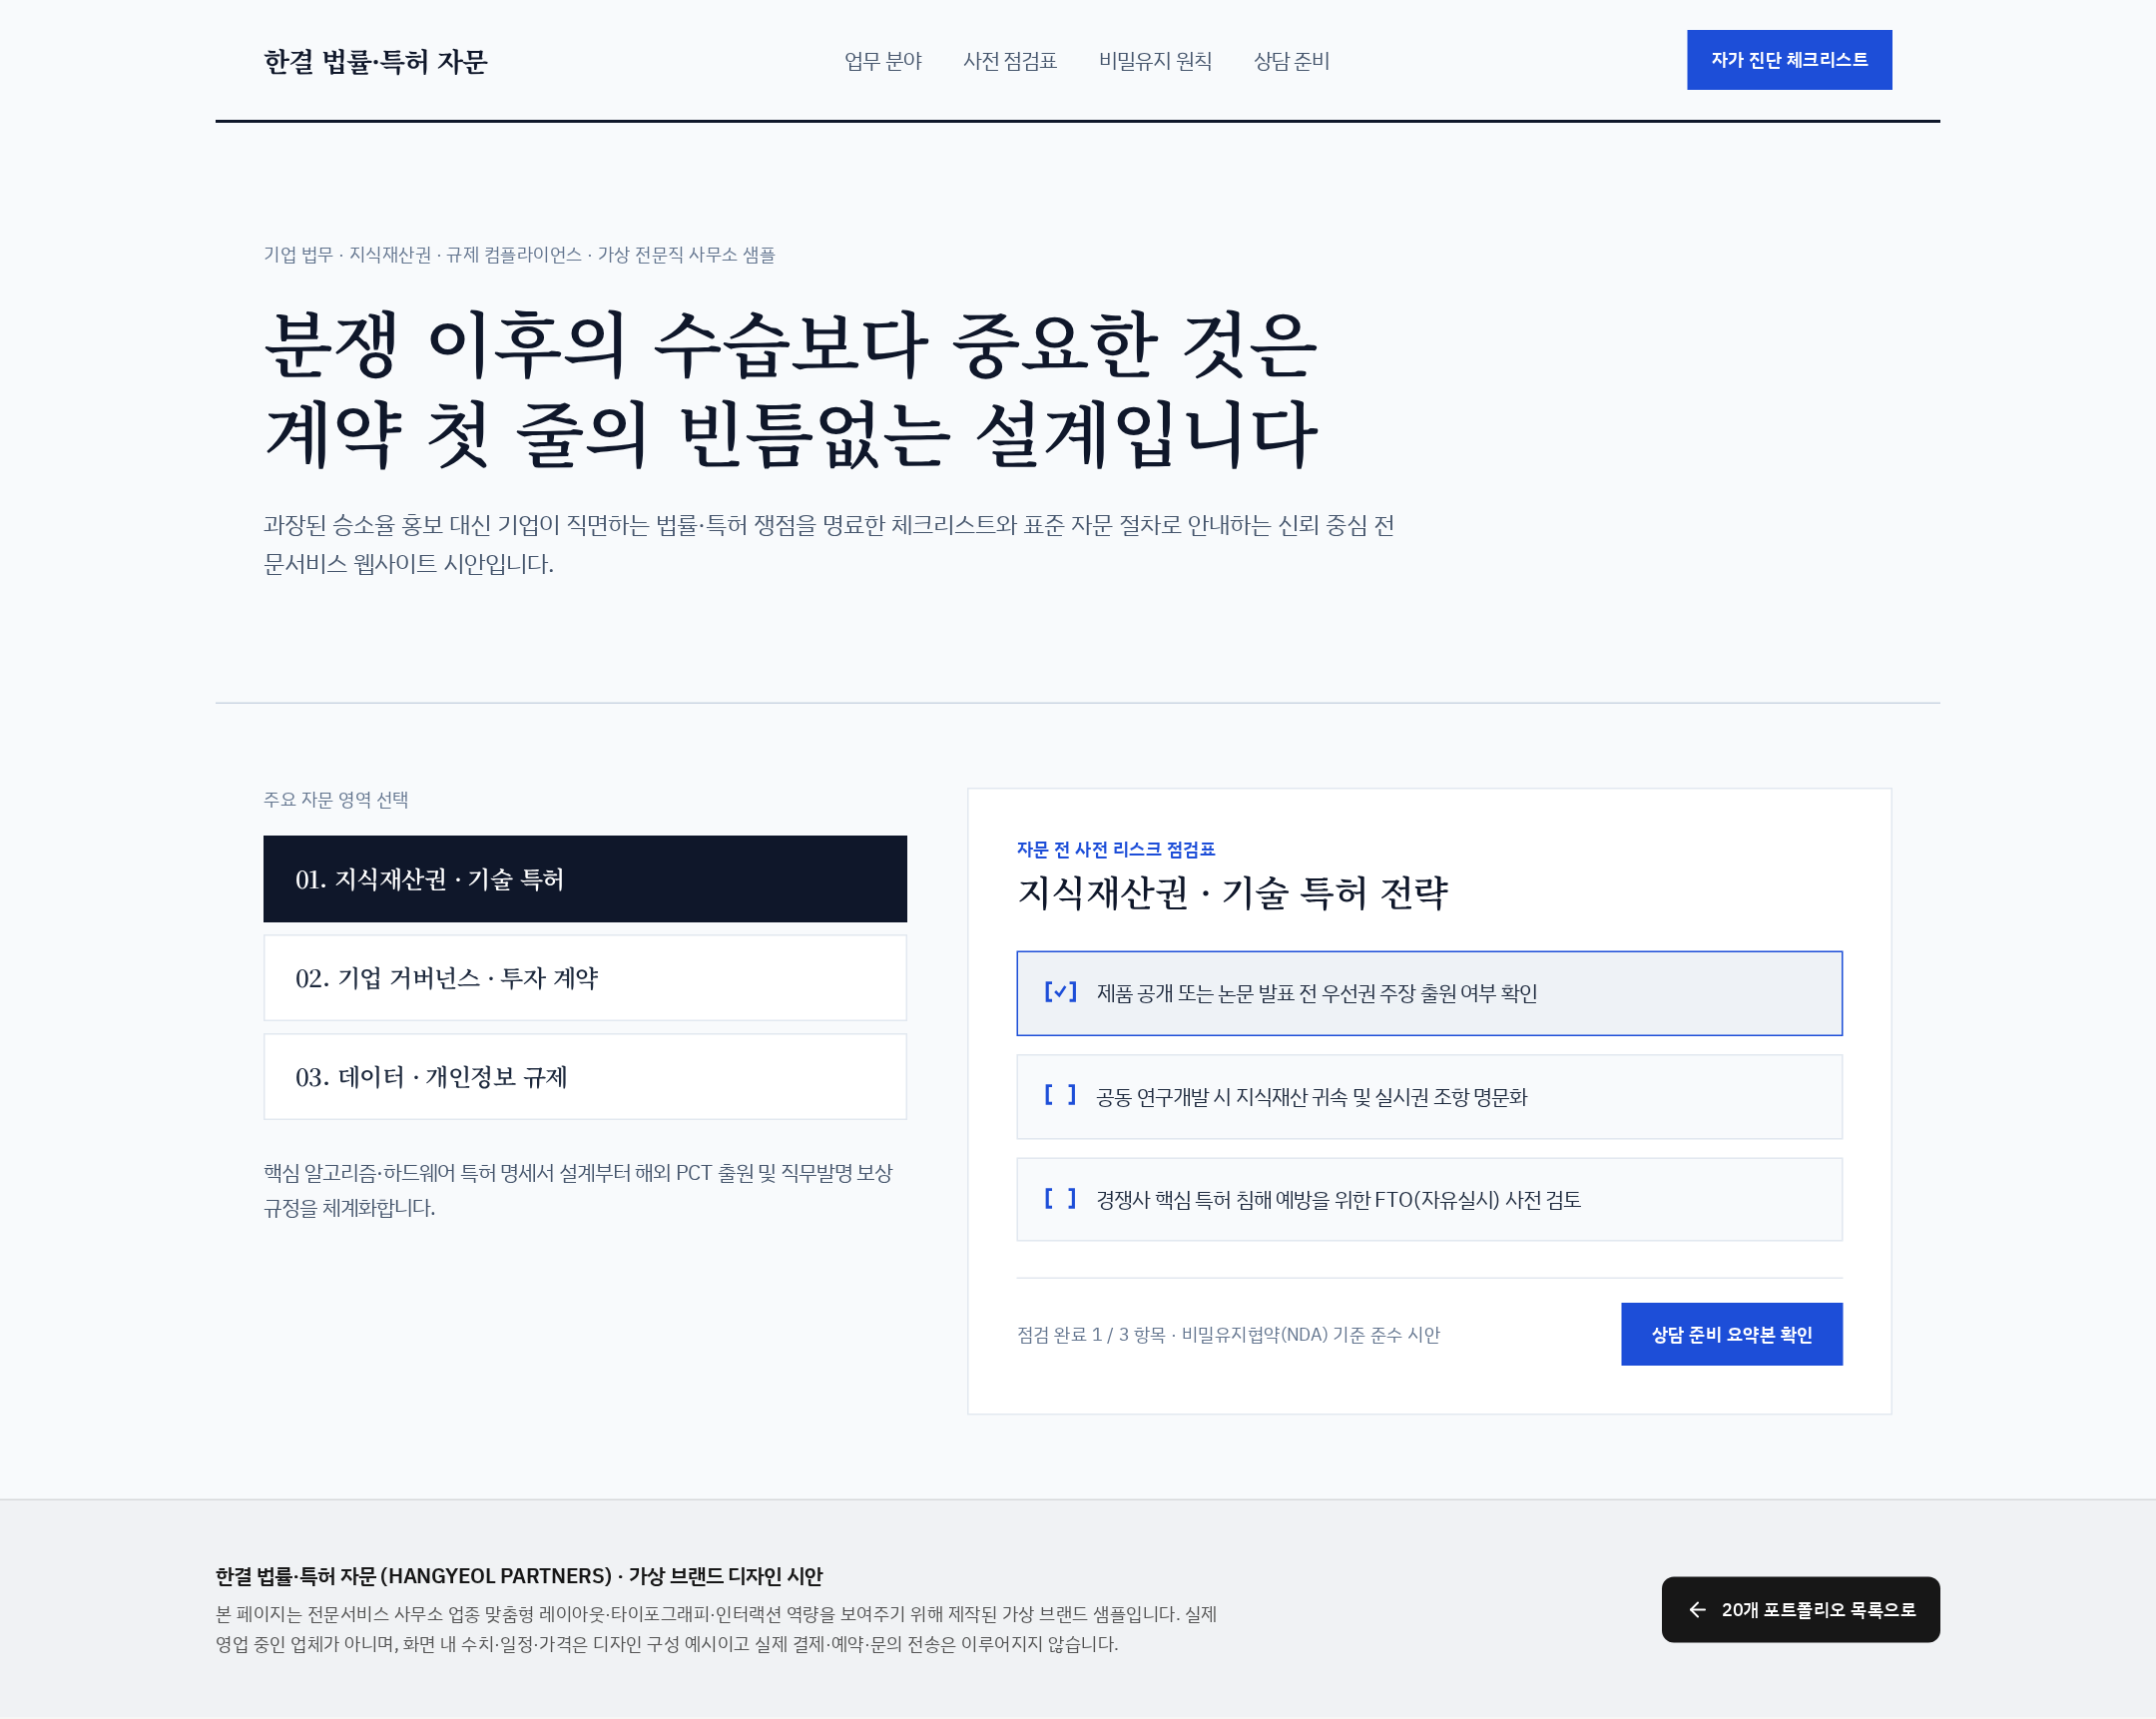 한결 법률·특허 자문
업무 분야
사전 점검표
비밀유지 원칙
상담 준비
자가 진단 체크리스트
기업 법무 · 지식재산권 · 규제 컴플라이언스 · 가상 전문직 사무소 샘플
분쟁 이후의 수습보다 중요한 것은
계약 첫 줄의 빈틈없는 설계입니다
과장된 승소율 홍보 대신 기업이 직면하는 법률·특허 쟁점을 명료한 체크리스트와 표준 자문 절차로 안내하는 신뢰 중심 전
문서비스 웹사이트 시안입니다.
주요 자문 영역 선택
01. 지식재산권 · 기술 특허
02. 기업 거버넌스 · 투자 계약
03. 데이터 · 개인정보 규제
핵심 알고리즘·하드웨어 특허 명세서 설계부터 해외 PCT 출원 및 직무발명 보상
규정을 체계화합니다.
자문 전 사전 리스크 점검표
지식재산권 · 기술 특허 전략
[✓] 제품 공개 또는 논문 발표 전 우선권 주장 출원 여부 확인
[ ] 공동 연구개발 시 지식재산 귀속 및 실시권 조항 명문화
[ ] 경쟁사 핵심 특허 침해 예방을 위한 FTO(자유실시) 사전 검토
점검 완료 1 / 3 항목 · 비밀유지협약(NDA) 기준 준수 시안
상담 준비 요약본 확인
한결 법률·특허 자문 (HANGYEOL PARTNERS) · 가상 브랜드 디자인 시안
본 페이지는 전문서비스 사무소 업종 맞춤형 레이아웃·타이포그래피·인터랙션 역량을 보여주기 위해 제작된 가상 브랜드 샘플입니다. 실제
영업 중인 업체가 아니며, 화면 내 수치·일정·가격은 디자인 구성 예시이고 실제 결제·예약·문의 전송은 이루어지지 않습니다.
← 20개 포트폴리오 목록으로